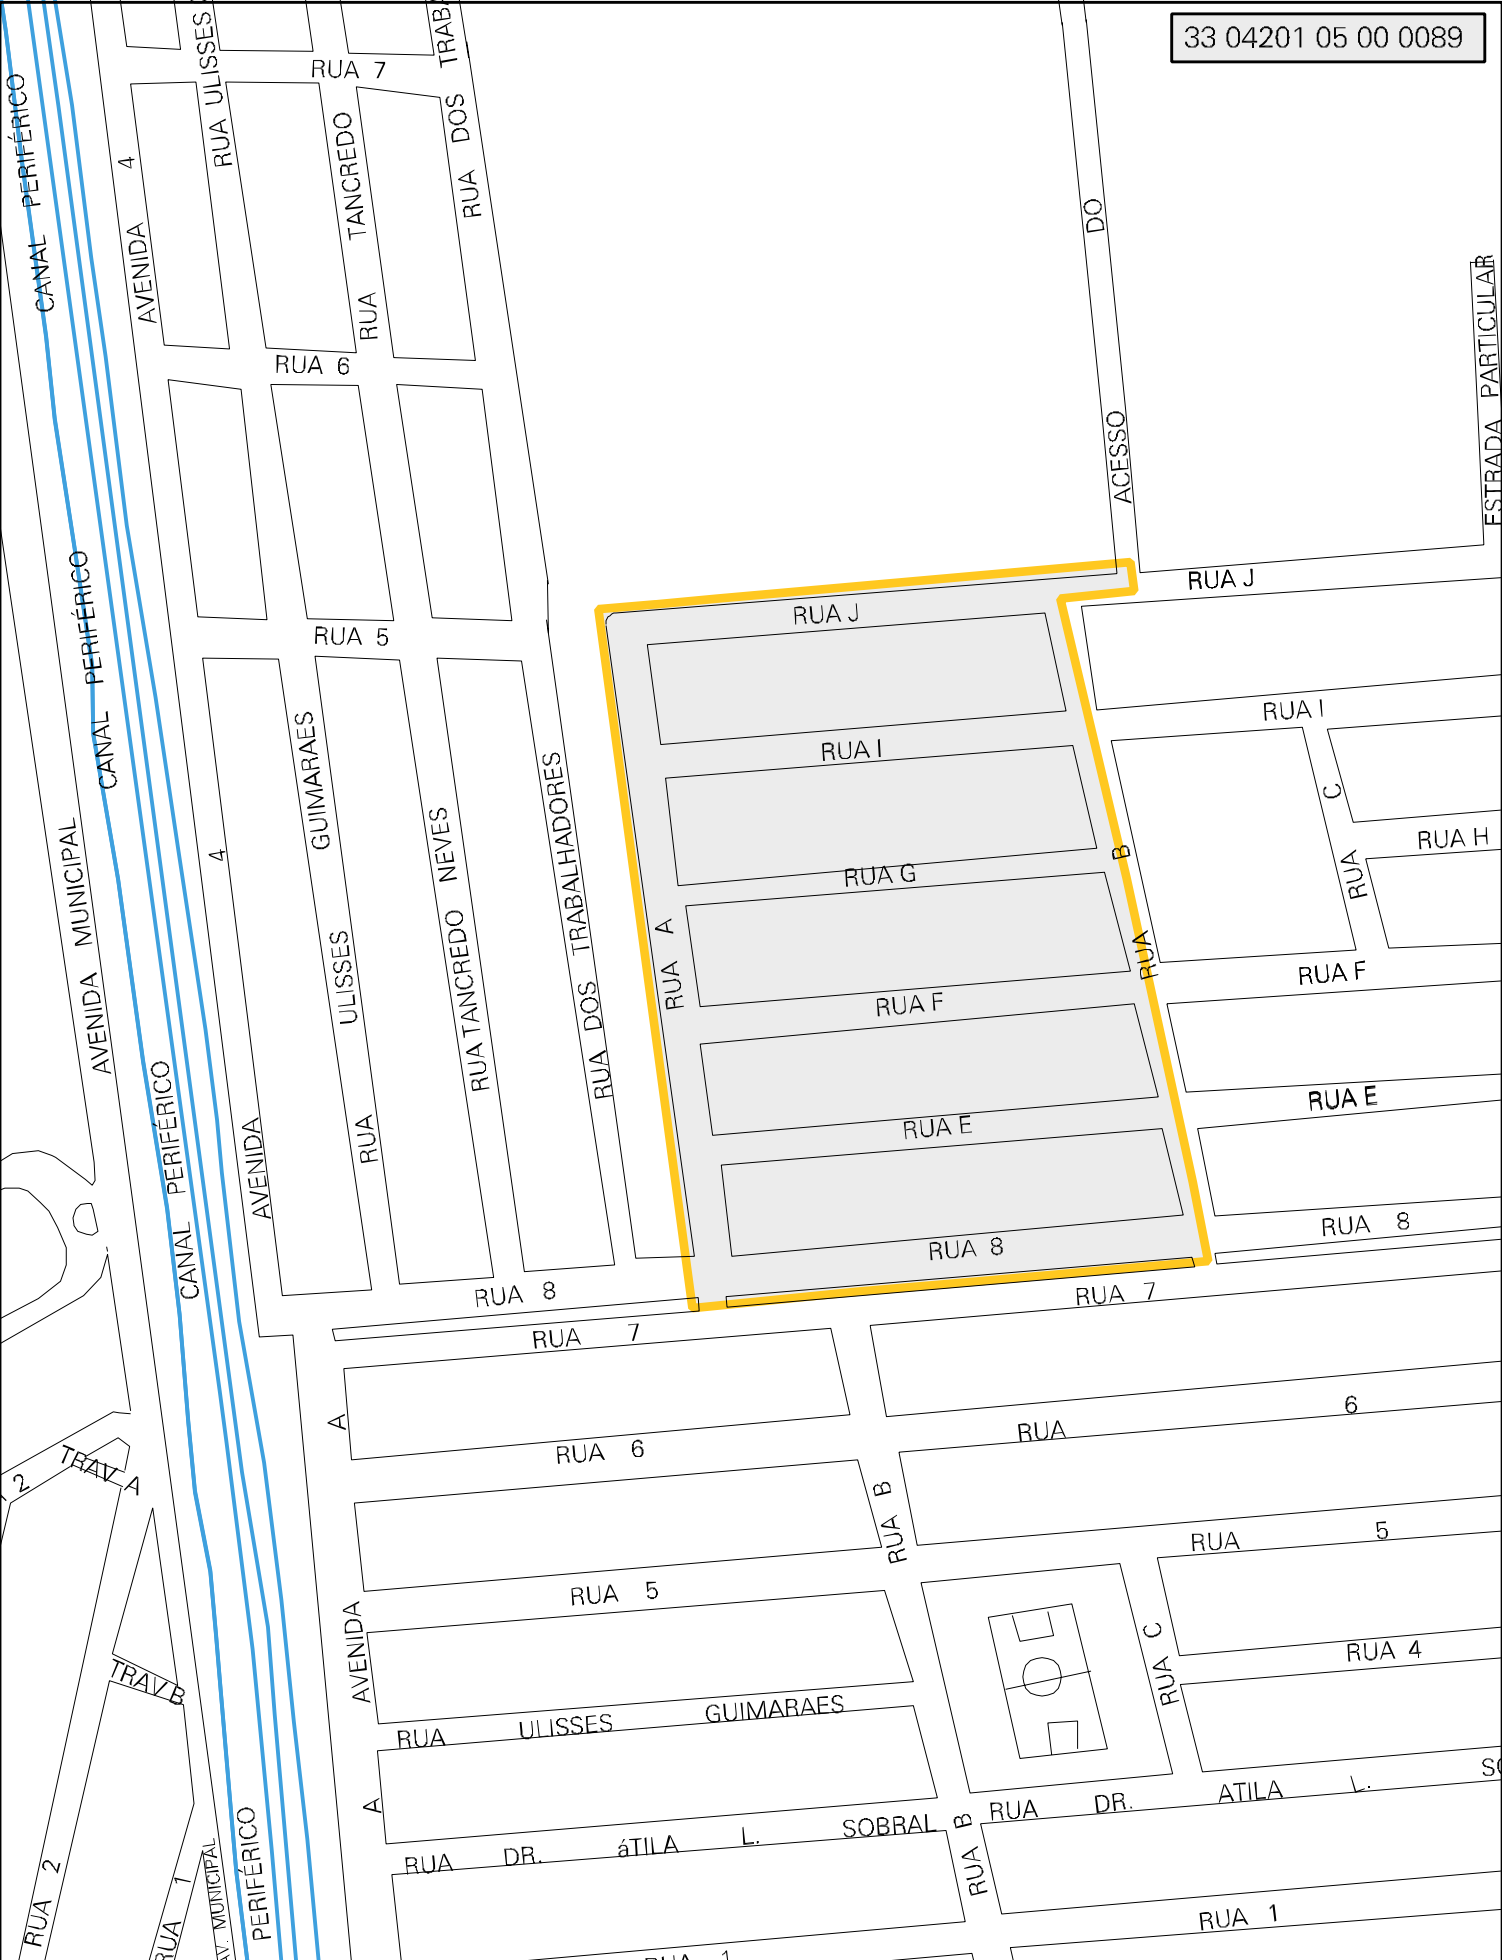 33 04201 05 00 0089
RUA ULISSES
TRABA
RUA 7
CANAL PERIFÉRICO
AVENIDA 4
RUA TANCREDO
RUA DOS
ACESSO DO
ESTRADA PARTICULAR
RUA 6
CANAL PERIFÉRICO
RUA J
RUA J
RUA 5
RUA I
RUA I
RUA C
RUA H
RUA G
AVENIDA MUNICIPAL
AVENIDA 4
RUA ULISSES GUIMARAES
RUA TANCREDO NEVES
RUA DOS TRABALHADORES
RUA A
RUA B
RUA F
RUA F
RUA E
RUA E
CANAL PERIFÉRICO
RUA 8
RUA 8
RUA 8
RUA 7
RUA 7
RUA 6
RUA 6
TRAV. A
2
RUA B
RUA 5
RUA 5
AVENIDA A
RUA C
RUA 4
TRAV B
RUA ULISSES GUIMARAES
A
RUA DR. áTILA L. SOBRAL
RUA DR. ATILA L. SO
RUA B
RUA 2
RUA 1
AV. MUNICIPAL
PERIFÉRICO
RUA 1
RUA 1